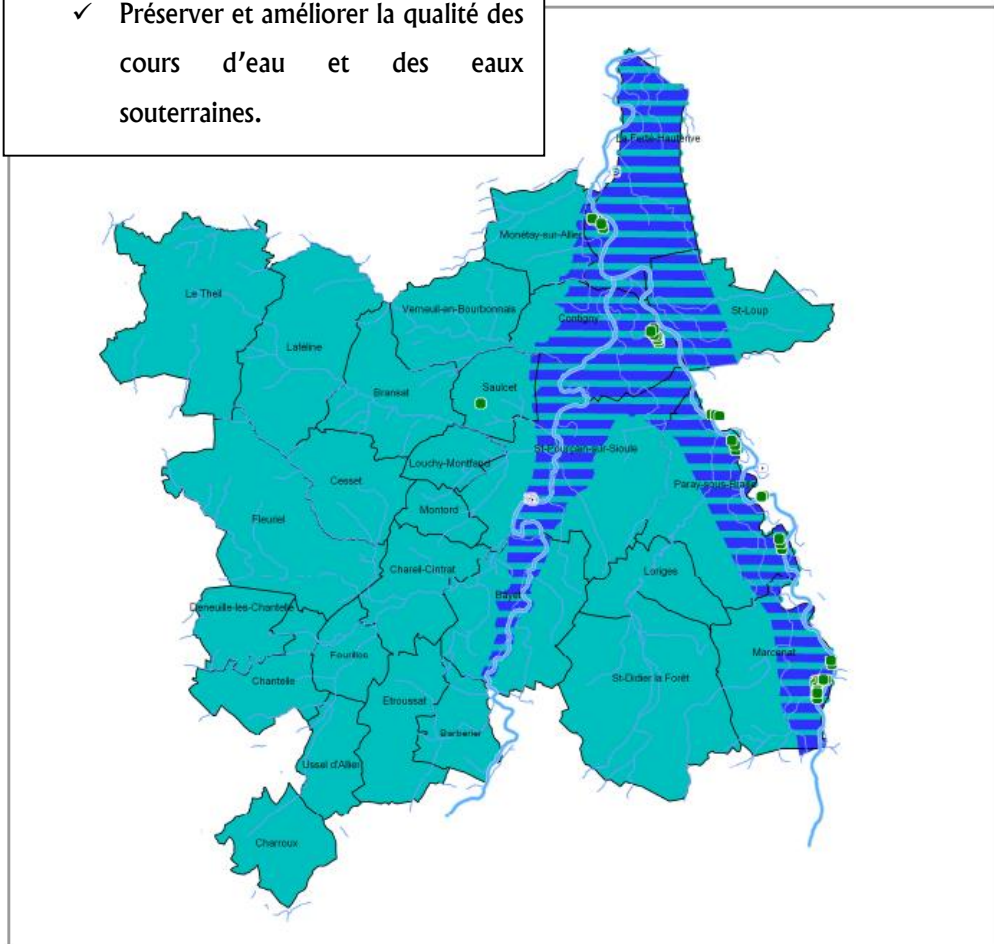 ✓ Préserver et améliorer la qualité des
cours d'eau et des eaux
souterraines.
La Ferté-Hauterive
Monétay-sur-Allier
Le Theil
Verneuil-en-Bourbonnais
St-Loup
Contigny
Laféline
Bransat
Saulcet
St-Pourçain-sur-Sioule
Louchy-Montfand
Cesset
Paray-sous-Briailles
Montord
Fleuriel
Chareil-Cintrat
Loriges
Bayet
Deneuille-les-Chantelle
Fourilles
Marcenat
Chantelle
St-Didier la Forêt
Etroussat
Barberier
Ussel d'Allier
Charroux